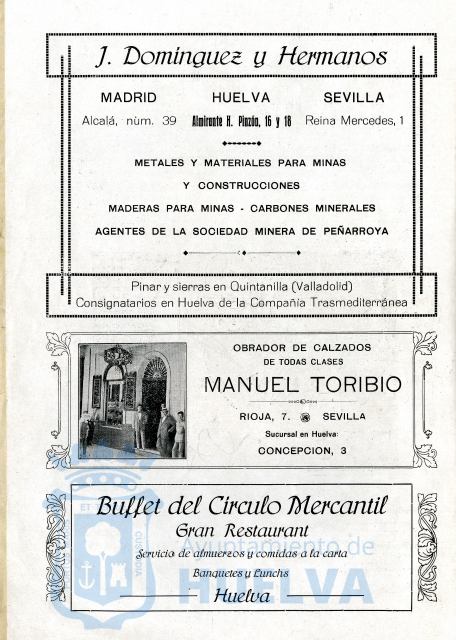 J. Dominguez y Hermanos
MADRID HUELVA SEVILLA
Alcalá, núm. 39 Almirante H. Pinzón, 16 y 18 Reina Mercedes, 1
METALES Y MATERIALES PARA MINAS
Y CONSTRUCCIONES
MADERAS PARA MINAS - CARBONES MINERALES
AGENTES DE LA SOCIEDAD MINERA DE PEÑARROYA
Pinar y sierras en Quintanilla (Valladolid)
Consignatarios en Huelva de la Compañía Trasmediterránea
OBRADOR DE CALZADOS
DE TODAS CLASES
MANUEL TORIBIO
RIOJA, 7. SEVILLA
Sucursal en Huelva:
CONCEPCION, 3
Buffet del Circulo Mercantil
Gran Restaurant
Servicio de almuerzos y comidas a la carta
Banquetes y Lunchs
Huelva
Ayuntamiento de
HUELVA